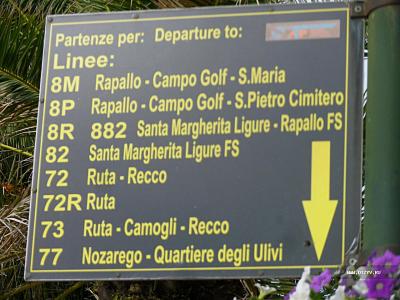 Partenze per: Departure to:
Linee:
8M Rapallo - Campo Golf - S.Maria
8P Rapallo - Campo Golf - S.Pietro Cimitero
8R 882 Santa Margherita Ligure - Rapallo FS
82 Santa Margherita Ligure FS
72 Ruta - Recco
72R Ruta
73 Ruta - Camogli - Recco
77 Nozarego - Quartiere degli Ulivi